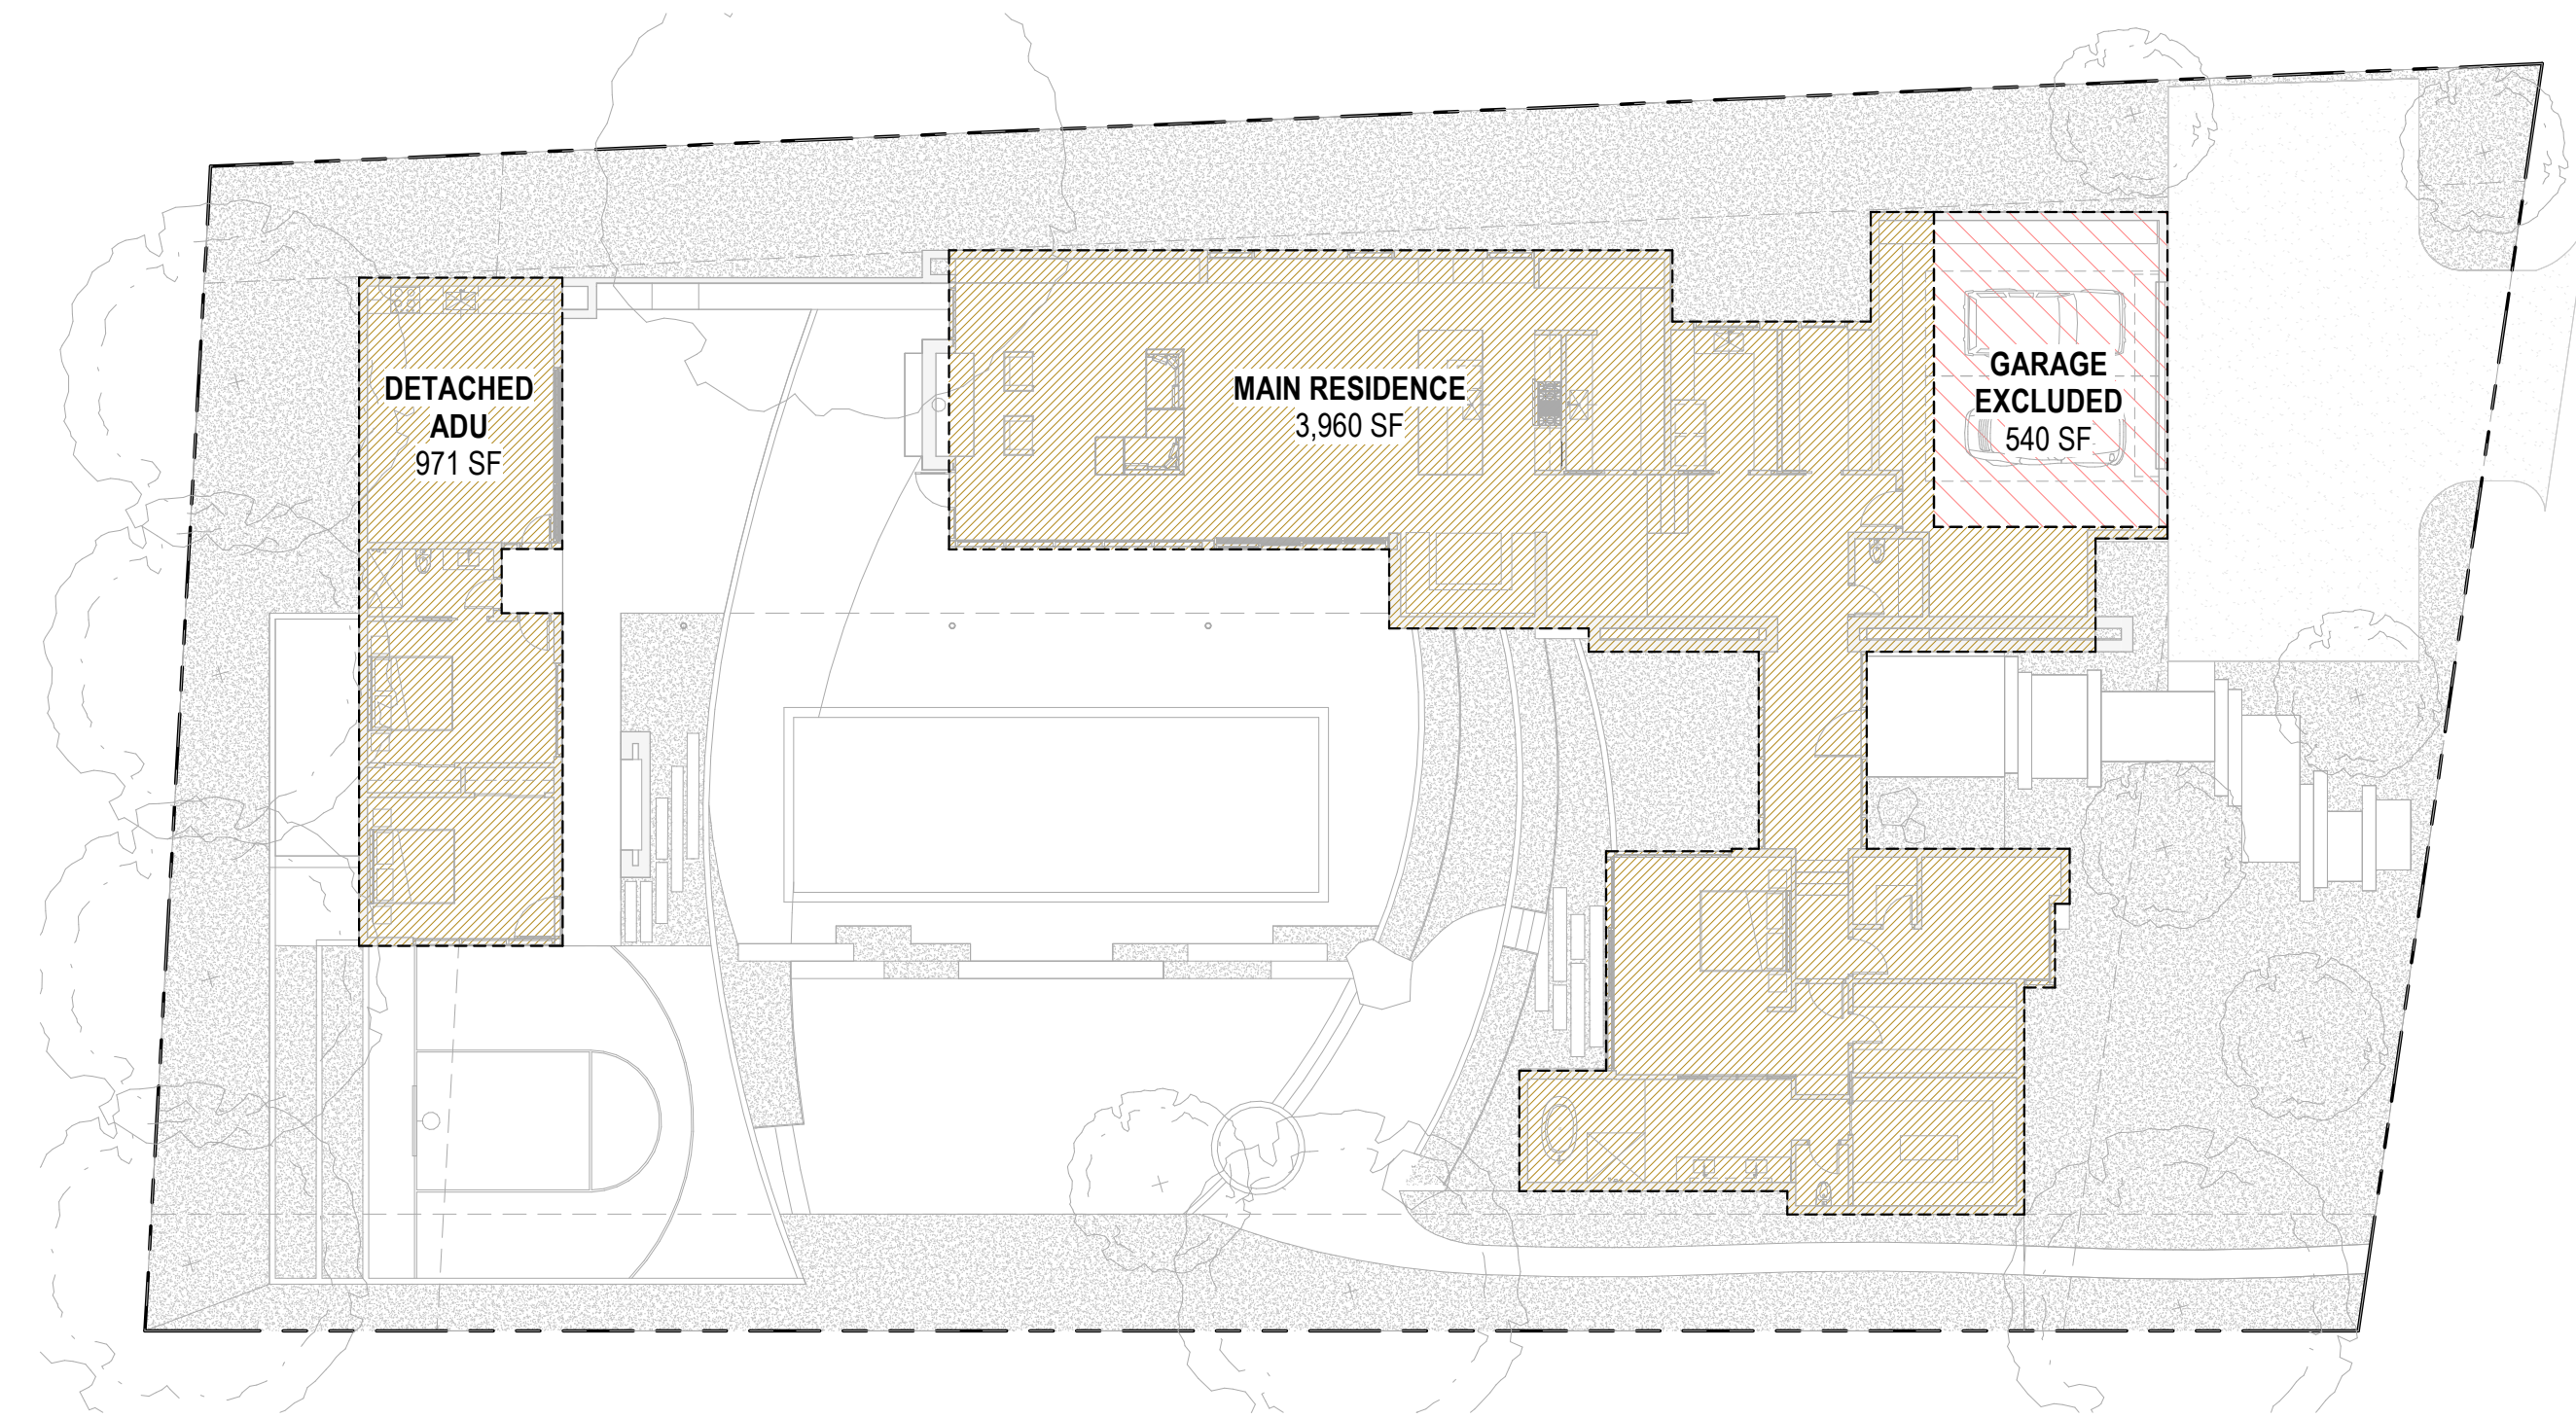 DETACHED
ADU
971 SF
MAIN RESIDENCE
3,960 SF
GARAGE
EXCLUDED
540 SF